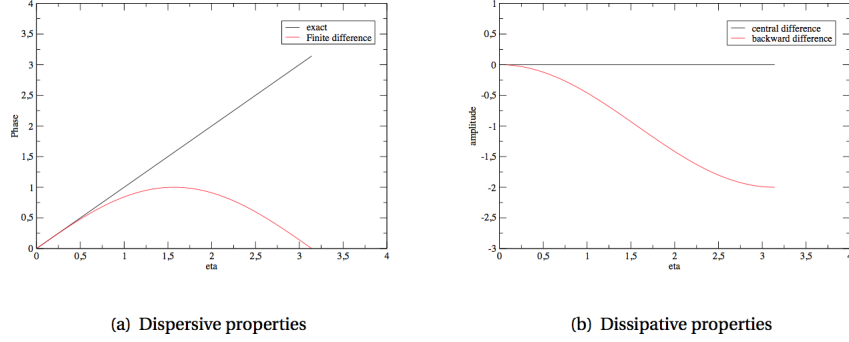 4
3,5
3
2,5
2
1,5
1
0,5
0
Phase
exact
Finite difference
0 0,5 1 1,5 2 2,5 3 3,5 4
eta
(a) Dispersive properties
1
0,5
0
-0,5
-1
-1,5
-2
-2,5
-3
amplitude
central difference
backward difference
0 0,5 1 1,5 2 2,5 3 3,5 4
eta
(b) Dissipative properties